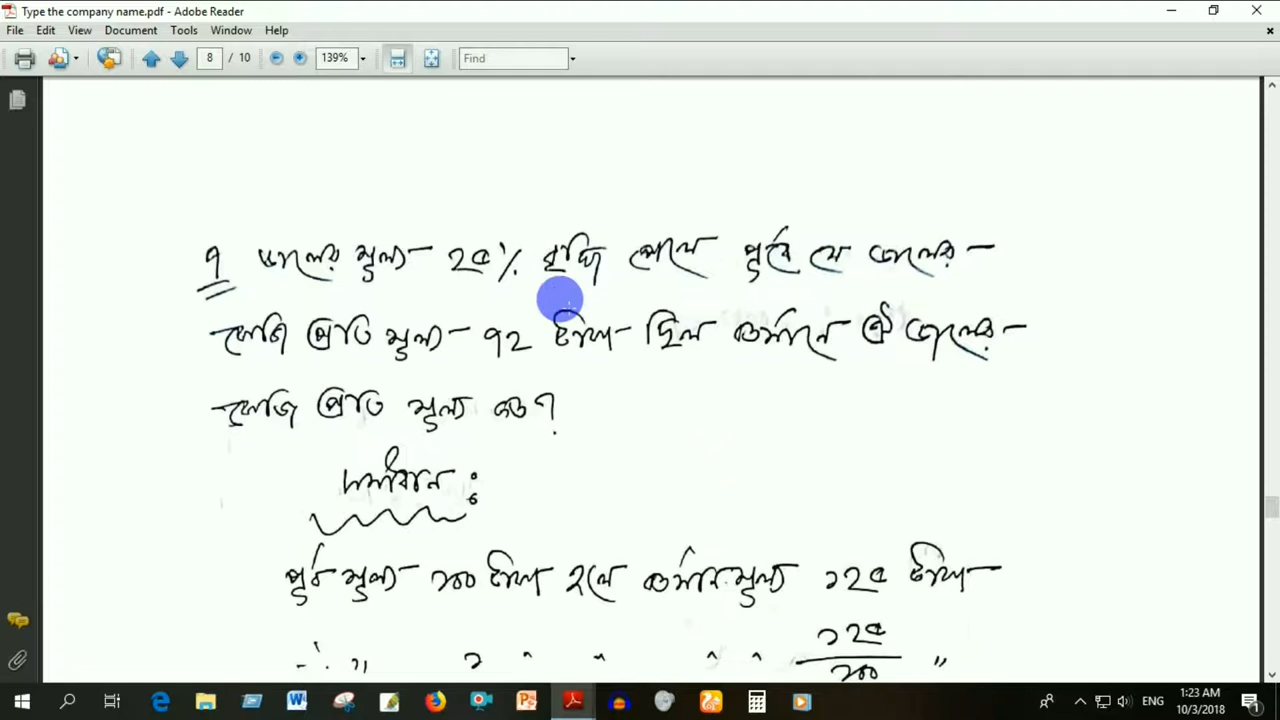 Type the company name.pdf - Adobe Reader
File Edit View Document Tools Window Help
8 / 10 139% Find
৭ ডালের মূল্য ২৫% বৃদ্ধি পেলে পূর্বে যে ডালের
কেজি প্রতি মূল্য ৭২ টাকা ছিল বর্তমানে ঐ ডালের
কেজি প্রতি মূল্য কত?
সমাধান :
পূর্ব মূল্য ১০০ টাকা হলে বর্তমান মূল্য ১২৫ টাকা
∴ " ১ " " " " ১২৫/১০০ "
ENG 1:23 AM
10/3/2018